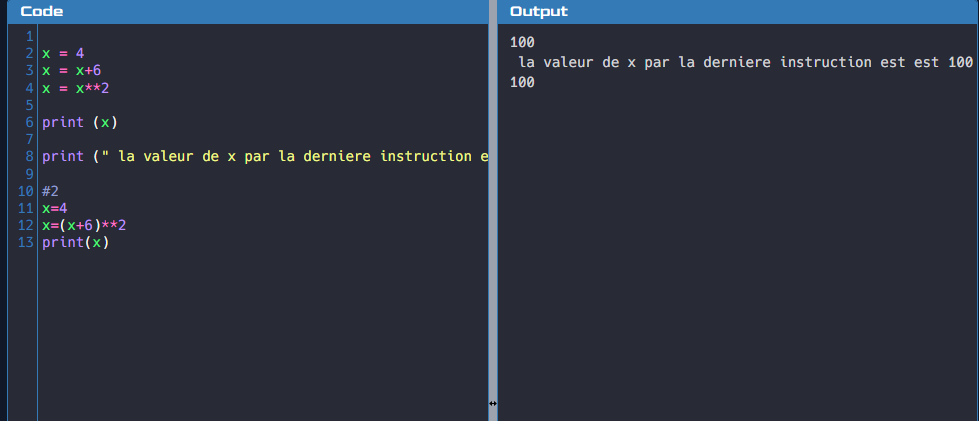 Code
1
2 x = 4
3 x = x+6
4 x = x**2
5
6 print (x)
7
8 print (" la valeur de x par la derniere instruction e
9
10 #2
11 x=4
12 x=(x+6)**2
13 print(x)
Output
100
la valeur de x par la derniere instruction est est 100
100